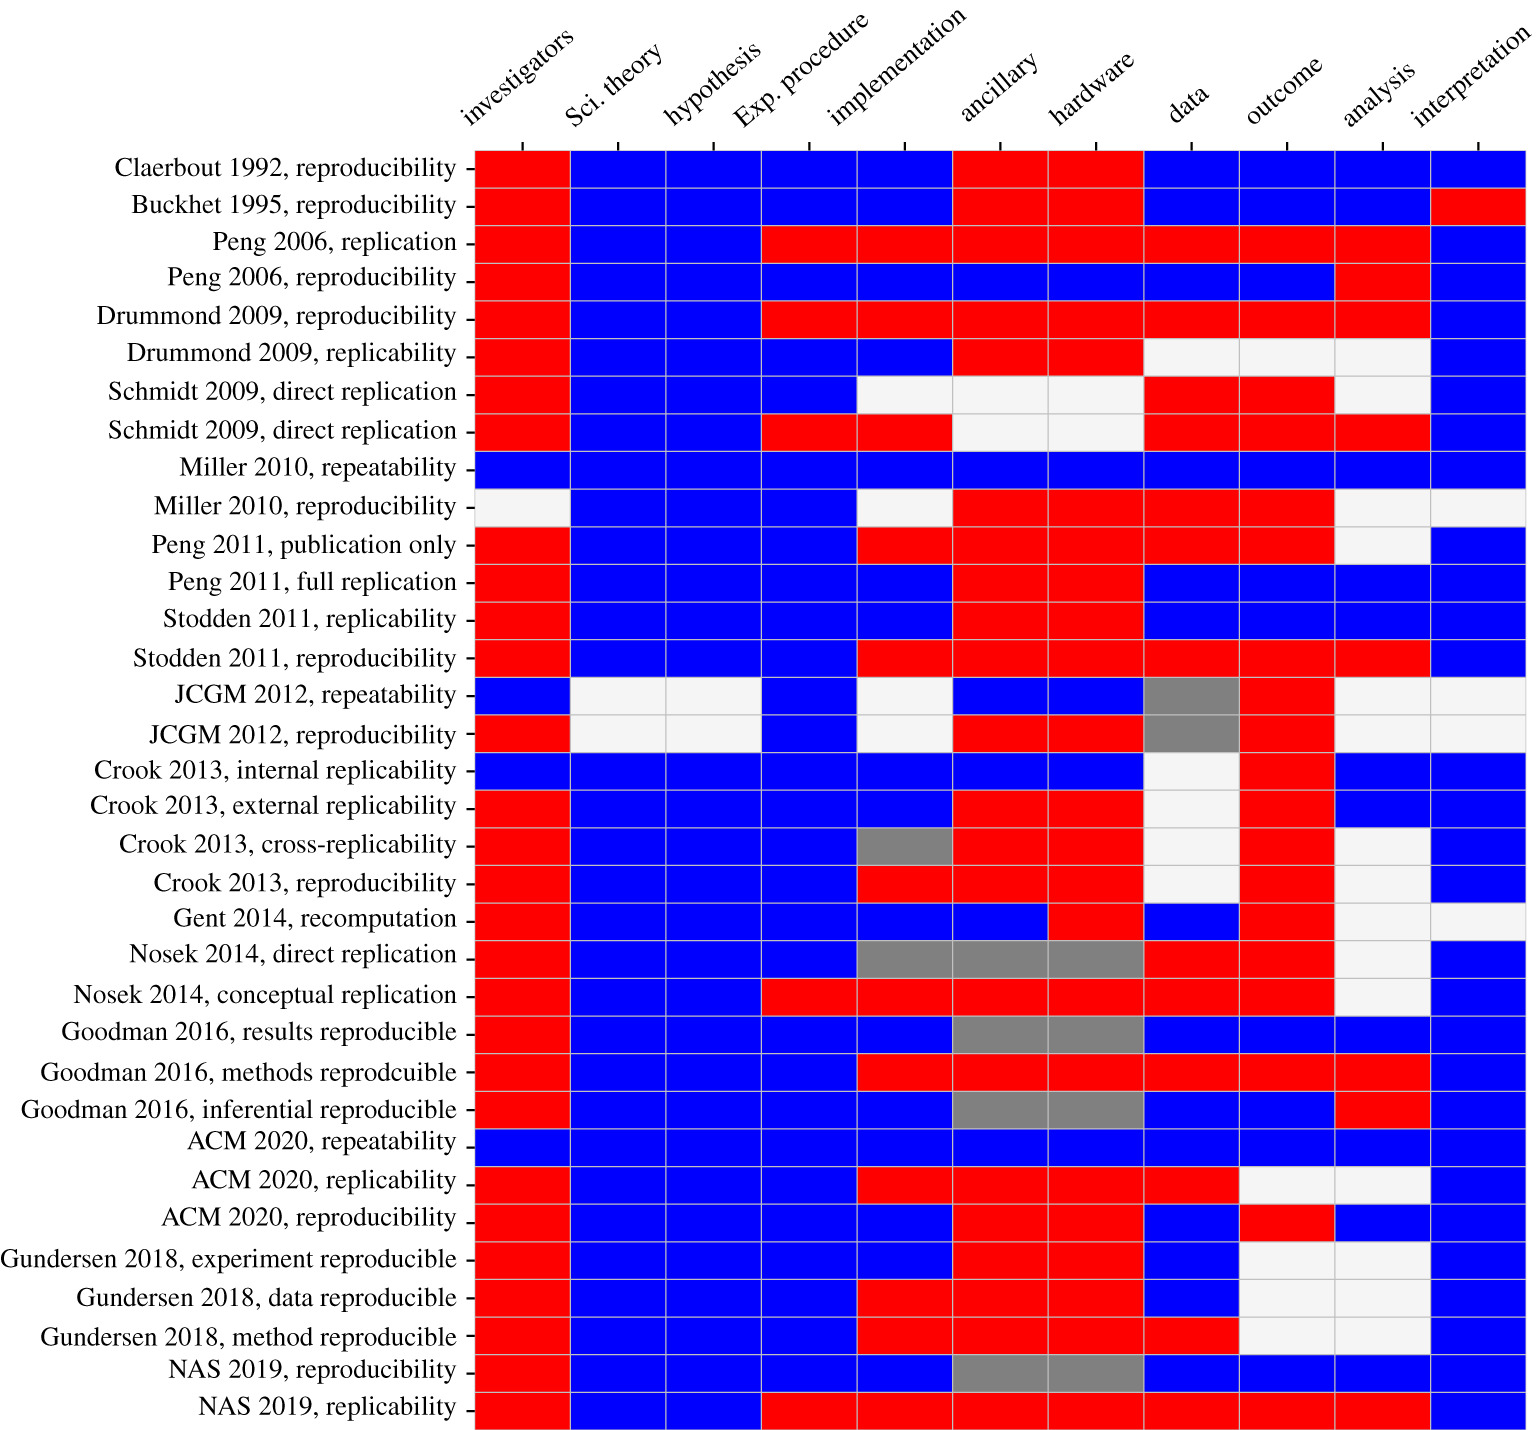 investigators
Sci. theory
hypothesis
Exp. procedure
implementation
ancillary
hardware
data
outcome
analysis
interpretation
Claerbout 1992, reproducibility
Buckhet 1995, reproducibility
Peng 2006, replication
Peng 2006, reproducibility
Drummond 2009, reproducibility
Drummond 2009, replicability
Schmidt 2009, direct replication
Schmidt 2009, direct replication
Miller 2010, repeatability
Miller 2010, reproducibility
Peng 2011, publication only
Peng 2011, full replication
Stodden 2011, replicability
Stodden 2011, reproducibility
JCGM 2012, repeatability
JCGM 2012, reproducibility
Crook 2013, internal replicability
Crook 2013, external replicability
Crook 2013, cross-replicability
Crook 2013, reproducibility
Gent 2014, recomputation
Nosek 2014, direct replication
Nosek 2014, conceptual replication
Goodman 2016, results reproducible
Goodman 2016, methods reprodcuible
Goodman 2016, inferential reproducible
ACM 2020, repeatability
ACM 2020, replicability
ACM 2020, reproducibility
Gundersen 2018, experiment reproducible
Gundersen 2018, data reproducible
Gundersen 2018, method reproducible
NAS 2019, reproducibility
NAS 2019, replicability